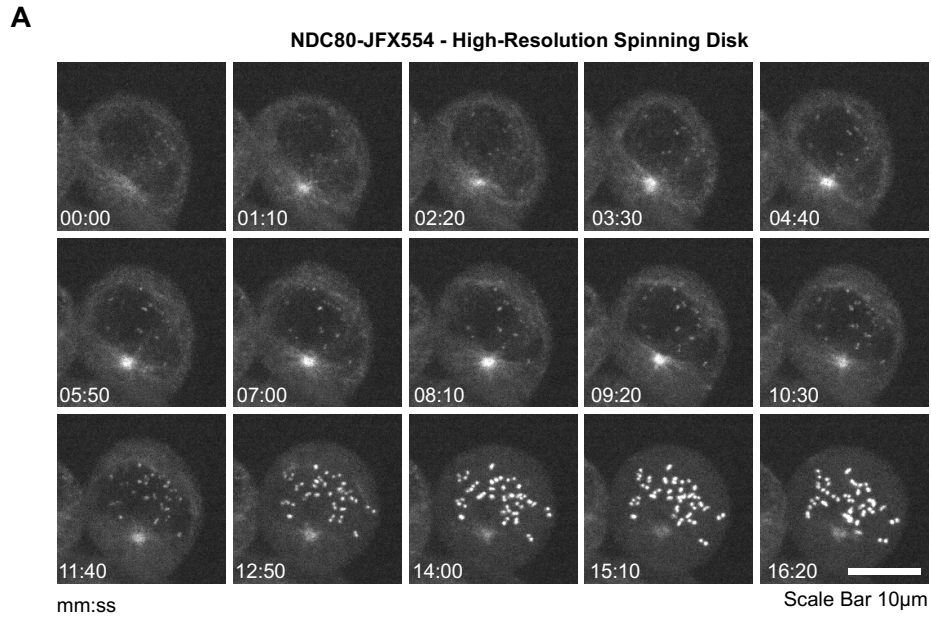 A
NDC80-JFX554 - High-Resolution Spinning Disk
00:00 01:10 02:20 03:30 04:40
05:50 07:00 08:10 09:20 10:30
11:40 12:50 14:00 15:10 16:20
mm:ss Scale Bar 10µm